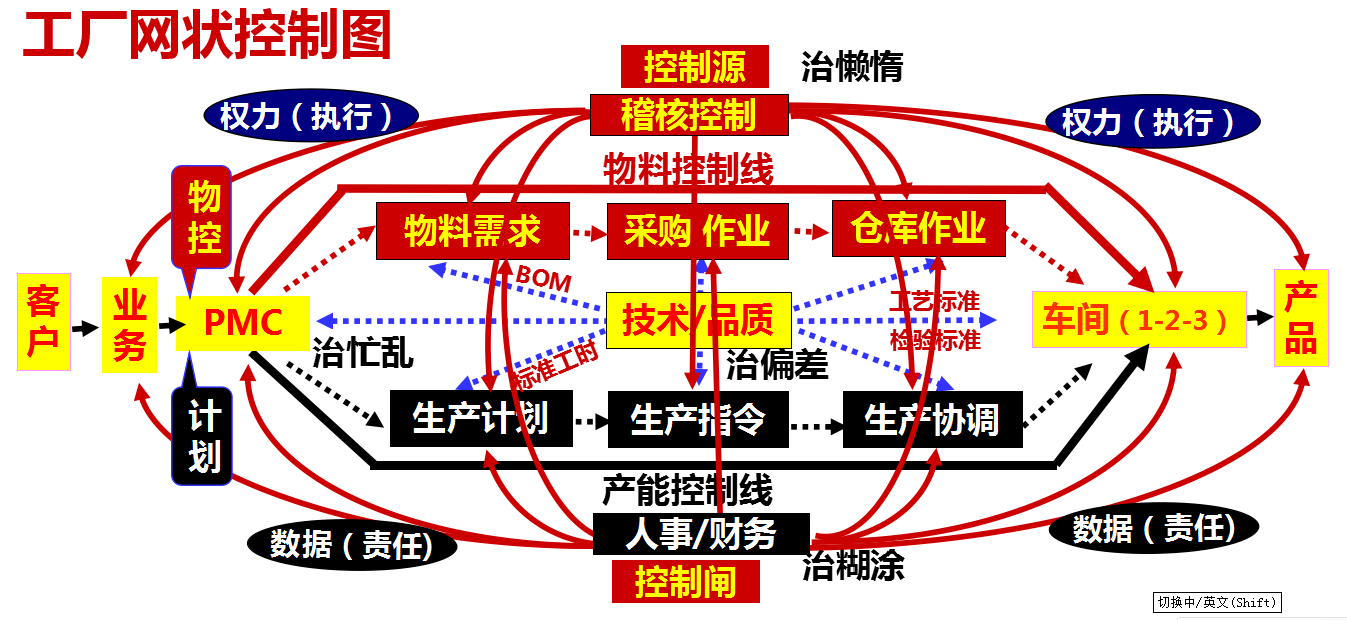 工厂网状控制图
控制源
治懒惰
稽核控制
权力（执行）
权力（执行）
物料控制线
物控
物料需求
采购 作业
仓库作业
BOM
客户
业务
PMC
技术/品质
工艺标准
检验标准
车间（1-2-3）
产品
治忙乱
标准工时
治偏差
计划
生产计划
生产指令
生产协调
产能控制线
人事/财务
数据（责任)
数据（责任)
治糊涂
控制闸
切换中/英文(Shift)